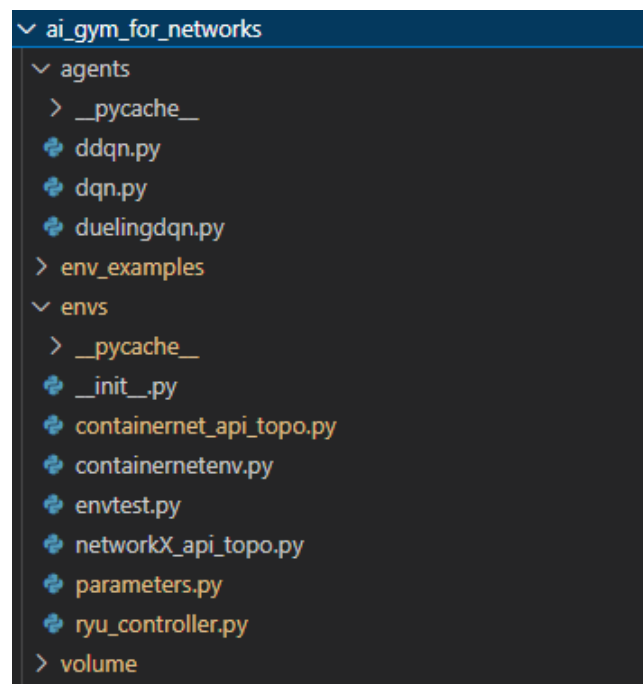 ai_gym_for_networks
agents
__pycache__
ddqn.py
dqn.py
duelingdqn.py
env_examples
envs
__pycache__
__init__.py
containernet_api_topo.py
containernetenv.py
envtest.py
networkX_api_topo.py
parameters.py
ryu_controller.py
volume